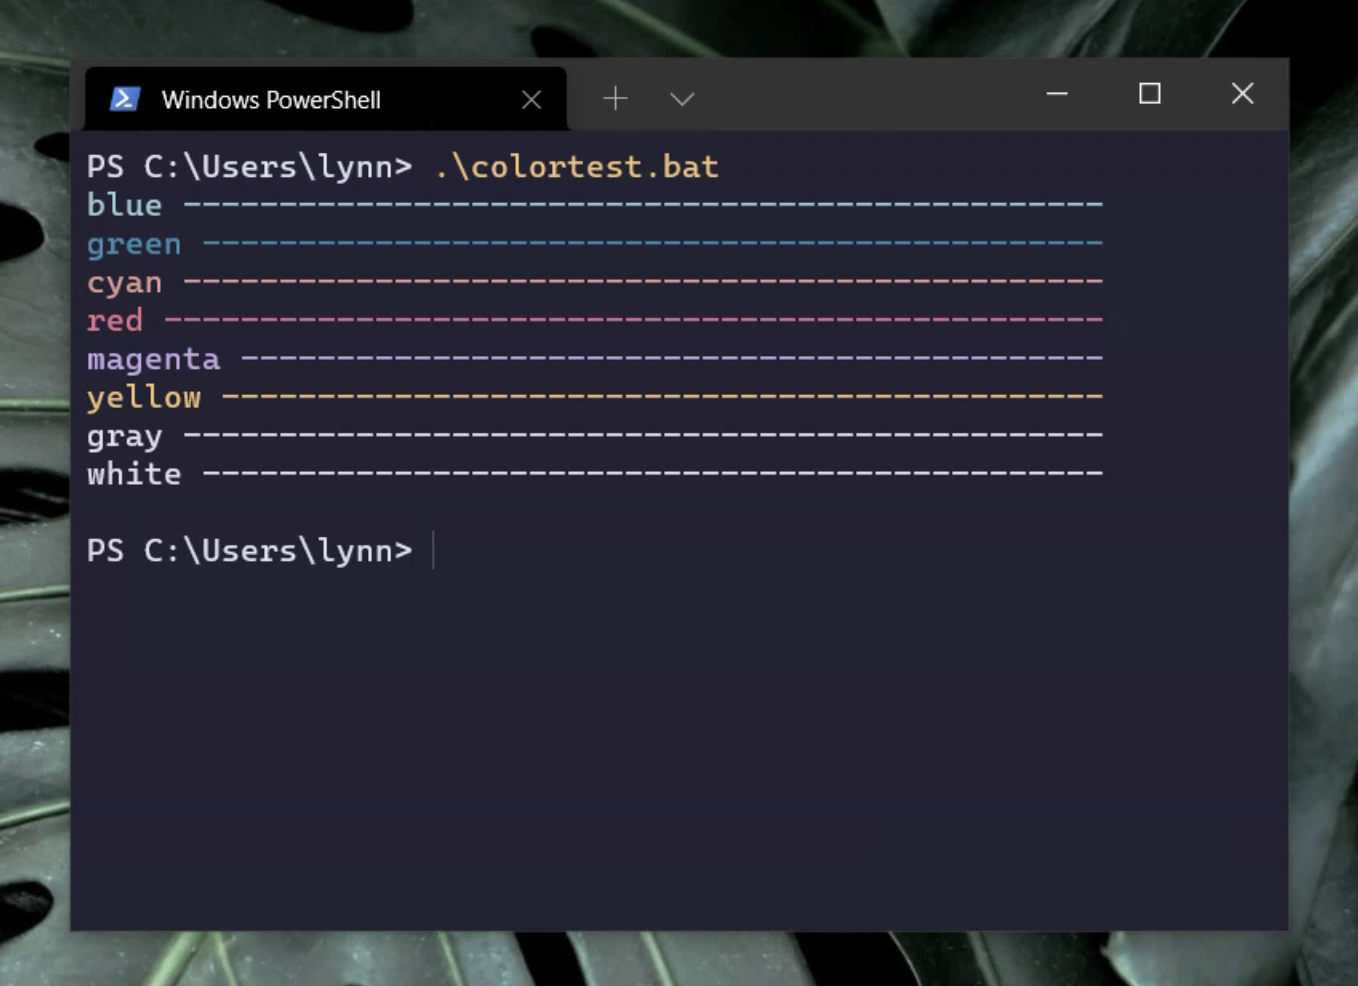 Windows PowerShell
PS C:\Users\lynn> .\colortest.bat
blue ------------------------------------------------
green -----------------------------------------------
cyan ------------------------------------------------
red -------------------------------------------------
magenta ---------------------------------------------
yellow ----------------------------------------------
gray ------------------------------------------------
white -----------------------------------------------
PS C:\Users\lynn>